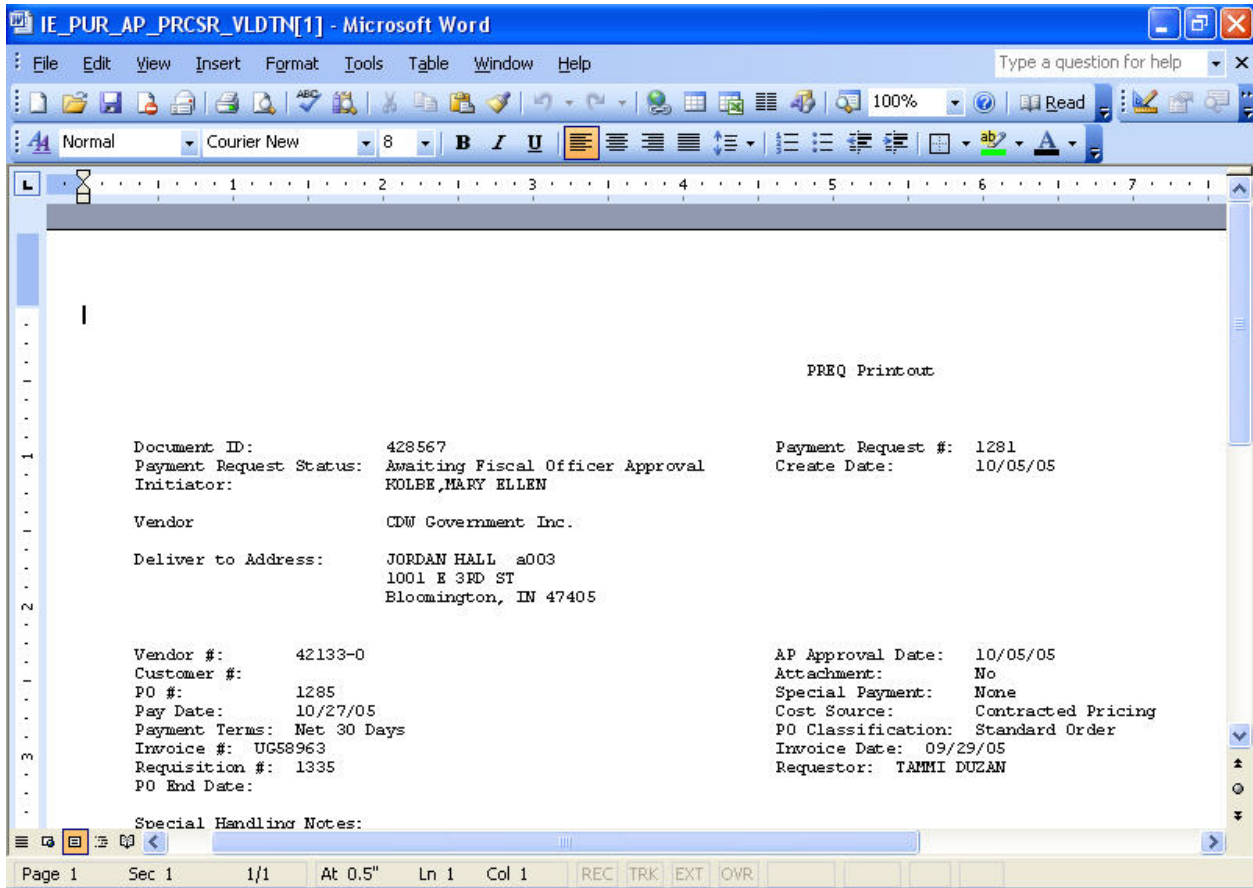 IE_PUR_AP_PRCSR_VLDTN[1] - Microsoft Word
File Edit View Insert Format Tools Table Window Help Type a question for help
100% Read
Normal Courier New 8 B I U
1 2 3 4 5 6 7
PREQ Printout
Document ID: 428567 Payment Request #: 1281
Payment Request Status: Awaiting Fiscal Officer Approval Create Date: 10/05/05
Initiator: KOLBE,MARY ELLEN
Vendor CDW Government Inc.
Deliver to Address: JORDAN HALL a003
1001 E 3RD ST
Bloomington, IN 47405
Vendor #: 42133-0 AP Approval Date: 10/05/05
Customer #: Attachment: No
PO #: 1285 Special Payment: None
Pay Date: 10/27/05 Cost Source: Contracted Pricing
Payment Terms: Net 30 Days PO Classification: Standard Order
Invoice #: UG58963 Invoice Date: 09/29/05
Requisition #: 1335 Requestor: TAMMI DUZAN
PO End Date:
Special Handling Notes:
Page 1 Sec 1 1/1 At 0.5" Ln 1 Col 1 REC TRK EXT OVR